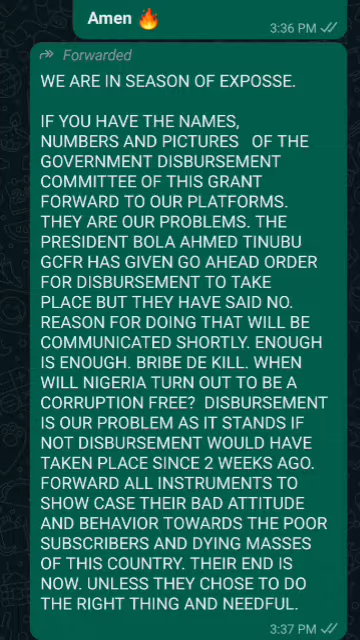 Amen 🔥
3:36 PM
Forwarded
WE ARE IN SEASON OF EXPOSSE.
IF YOU HAVE THE NAMES,
NUMBERS AND PICTURES   OF THE
GOVERNMENT DISBURSEMENT
COMMITTEE OF THIS GRANT
FORWARD TO OUR PLATFORMS.
THEY ARE OUR PROBLEMS. THE
PRESIDENT BOLA AHMED TINUBU
GCFR HAS GIVEN GO AHEAD ORDER
FOR DISBURSEMENT TO TAKE
PLACE BUT THEY HAVE SAID NO.
REASON FOR DOING THAT WILL BE
COMMUNICATED SHORTLY. ENOUGH
IS ENOUGH. BRIBE DE KILL. WHEN
WILL NIGERIA TURN OUT TO BE A
CORRUPTION FREE?  DISBURSEMENT
IS OUR PROBLEM AS IT STANDS IF
NOT DISBURSEMENT WOULD HAVE
TAKEN PLACE SINCE 2 WEEKS AGO.
FORWARD ALL INSTRUMENTS TO
SHOW CASE THEIR BAD ATTITUDE
AND BEHAVIOR TOWARDS THE POOR
SUBSCRIBERS AND DYING MASSES
OF THIS COUNTRY. THEIR END IS
NOW. UNLESS THEY CHOSE TO DO
THE RIGHT THING AND NEEDFUL.
3:37 PM